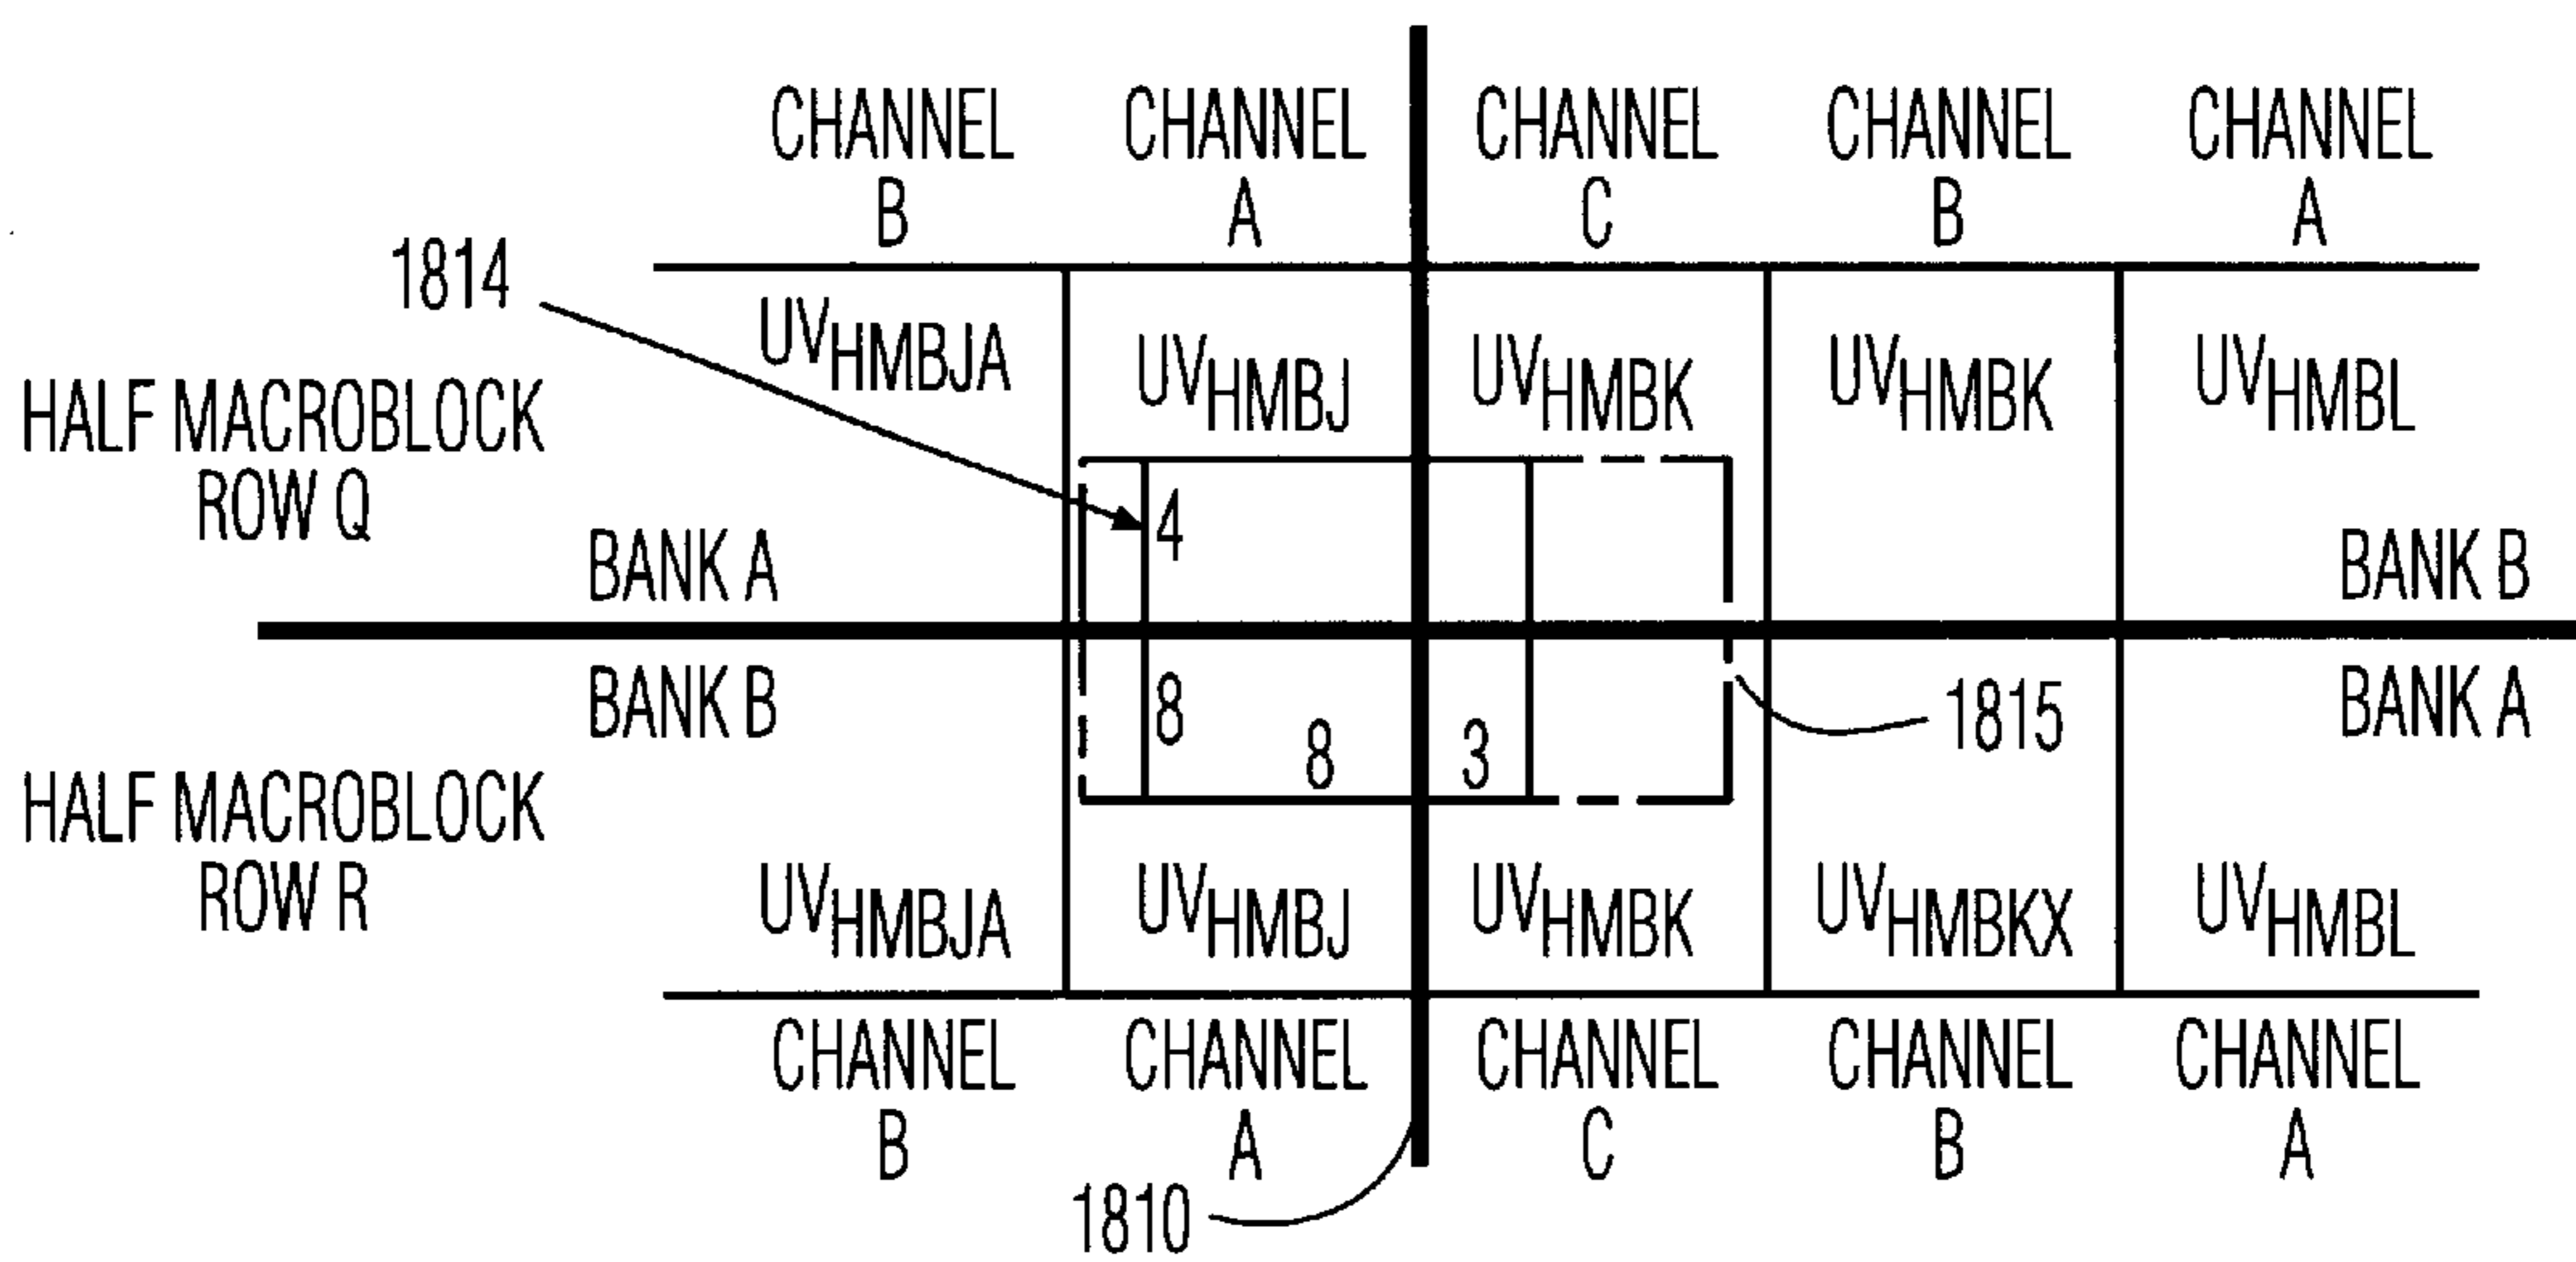 CHANNEL B CHANNEL A CHANNEL C CHANNEL B CHANNEL A
1814
UVHMBJA UVHMBJ UVHMBK UVHMBK UVHMBL
HALF MACROBLOCK
ROW Q
4
BANK A BANK B
BANK B BANK A
8 8 3
1815
HALF MACROBLOCK
ROW R
UVHMBJA UVHMBJ UVHMBK UVHMBKX UVHMBL
CHANNEL B CHANNEL A CHANNEL C CHANNEL B CHANNEL A
1810